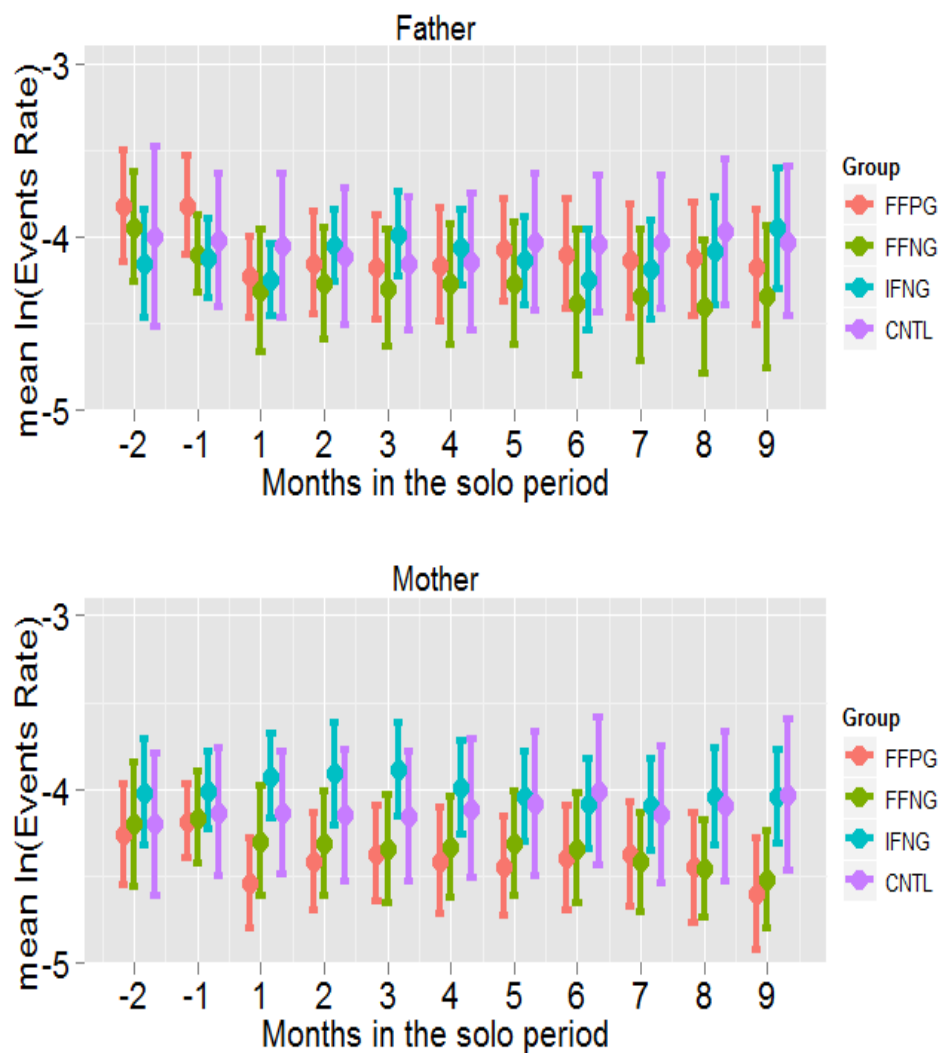 Father
mean ln(Events Rate)
-3
-4
-5
-2 -1 1 2 3 4 5 6 7 8 9
Months in the solo period
Group
FFPG
FFNG
IFNG
CNTL
Mother
mean ln(Events Rate)
-3
-4
-5
-2 -1 1 2 3 4 5 6 7 8 9
Months in the solo period
Group
FFPG
FFNG
IFNG
CNTL